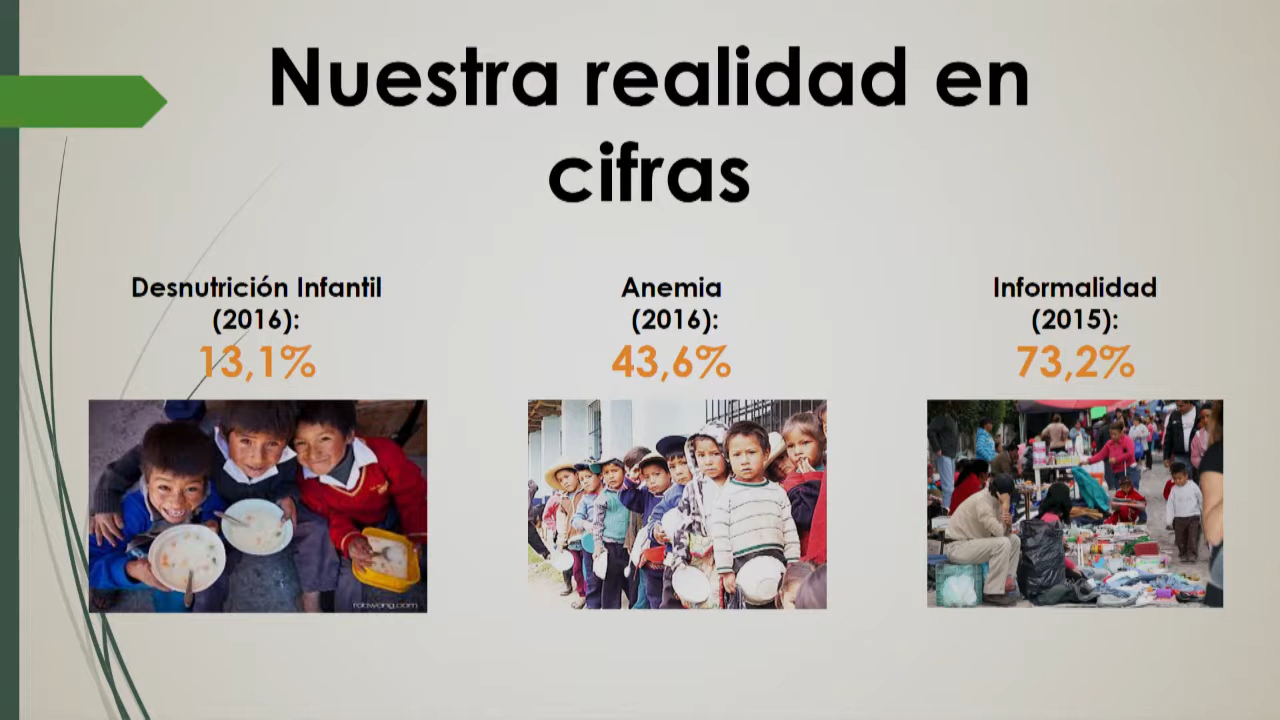 Nuestra realidad en
cifras
Desnutrición Infantil
(2016):
13,1%
Anemia
(2016):
43,6%
Informalidad
(2015):
73,2%